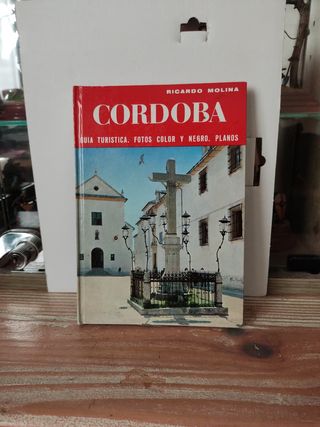 RICARDO MOLINA
CORDOBA
GUIA TURISTICA. FOTOS COLOR Y NEGRO. PLANOS